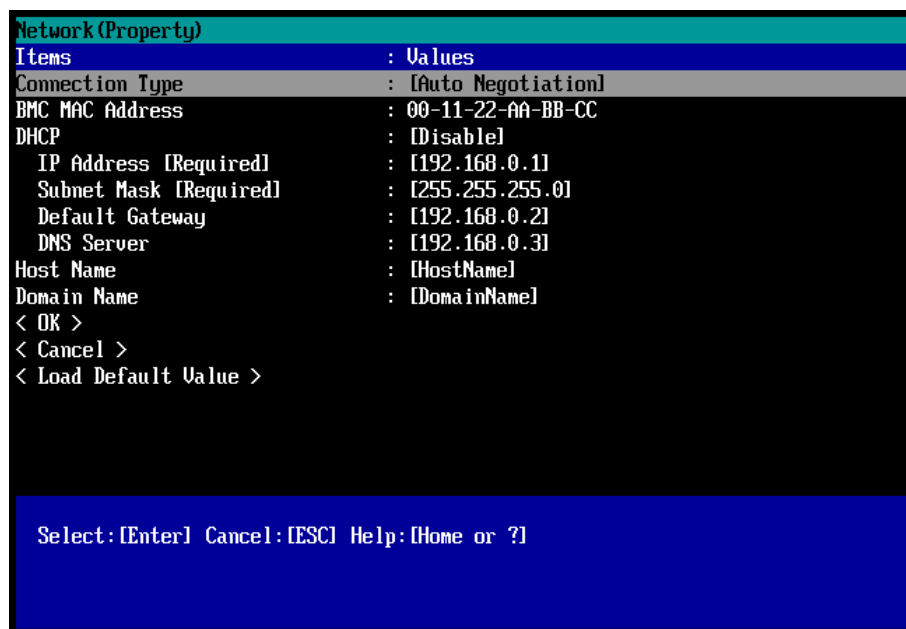 Network(Property)
Items : Values
Connection Type : [Auto Negotiation]
BMC MAC Address : 00-11-22-AA-BB-CC
DHCP : [Disable]
IP Address [Required] : [192.168.0.1]
Subnet Mask [Required] : [255.255.255.0]
Default Gateway : [192.168.0.2]
DNS Server : [192.168.0.3]
Host Name : [HostName]
Domain Name : [DomainName]
< OK >
< Cancel >
< Load Default Value >
Select:[Enter] Cancel:[ESC] Help:[Home or ?]